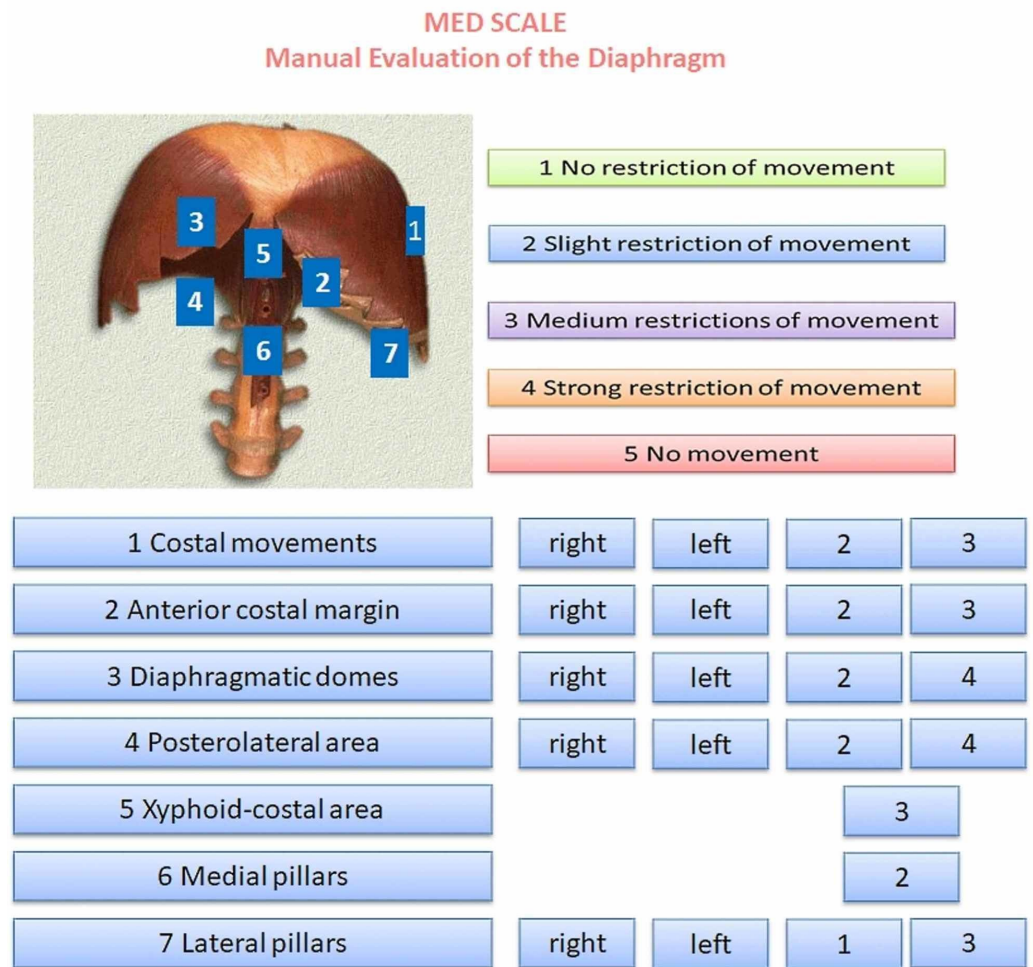 MED SCALE
Manual Evaluation of the Diaphragm
3
1
5
2
4
6
7
1 No restriction of movement
2 Slight restriction of movement
3 Medium restrictions of movement
4 Strong restriction of movement
5 No movement
1 Costal movements right left 2 3
2 Anterior costal margin right left 2 3
3 Diaphragmatic domes right left 2 4
4 Posterolateral area right left 2 4
5 Xyphoid-costal area 3
6 Medial pillars 2
7 Lateral pillars right left 1 3